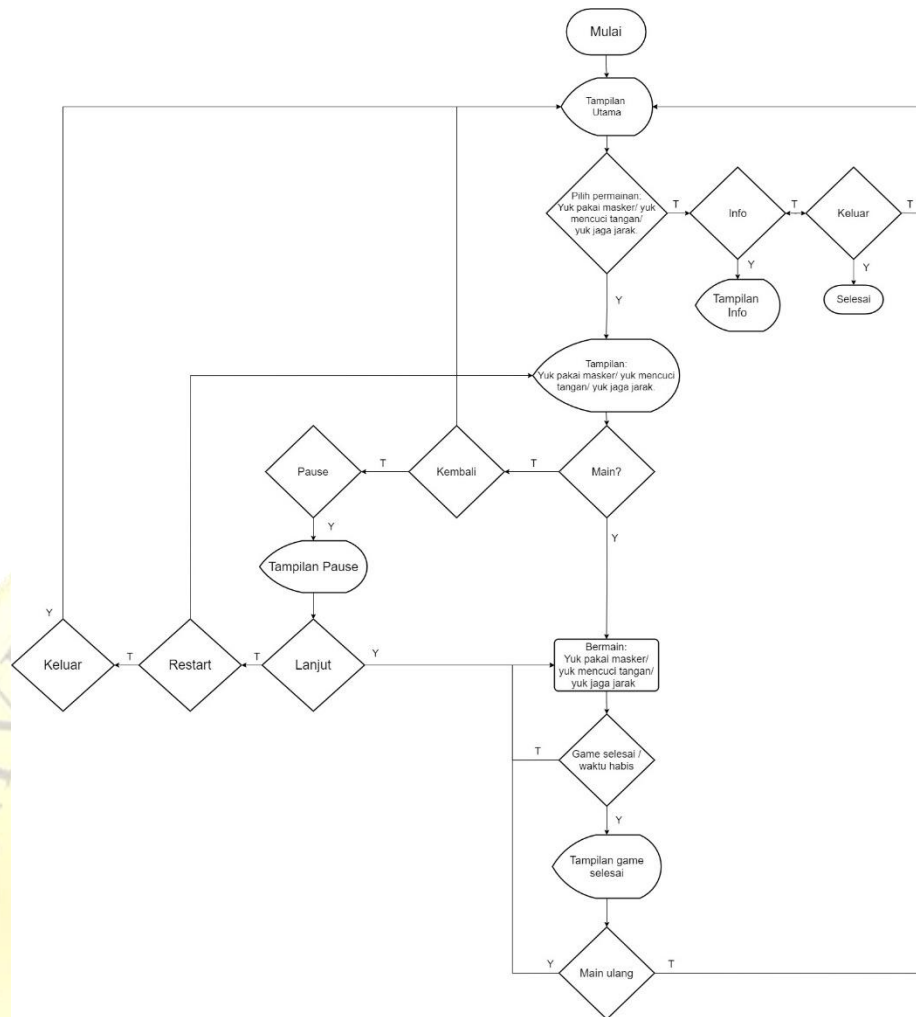 Mulai
Tampilan
Utama
Pilih permainan:
Yuk pakai masker/ yuk
mencuci tangan/
yuk jaga jarak.
T
Info
T
Keluar
T
Y
Y
Y
Tampilan
Info
Selesai
Tampilan:
Yuk pakai masker/ yuk mencuci
tangan/ yuk jaga jarak.
Pause
T
Kembali
T
Main?
Y
Y
Tampilan Pause
Y
Keluar
T
Restart
T
Lanjut
Y
Bermain:
Yuk pakai masker/
yuk mencuci tangan/
yuk jaga jarak
T
Game selesai /
waktu habis
Y
Tampilan game
selesai
Y
Main ulang
T